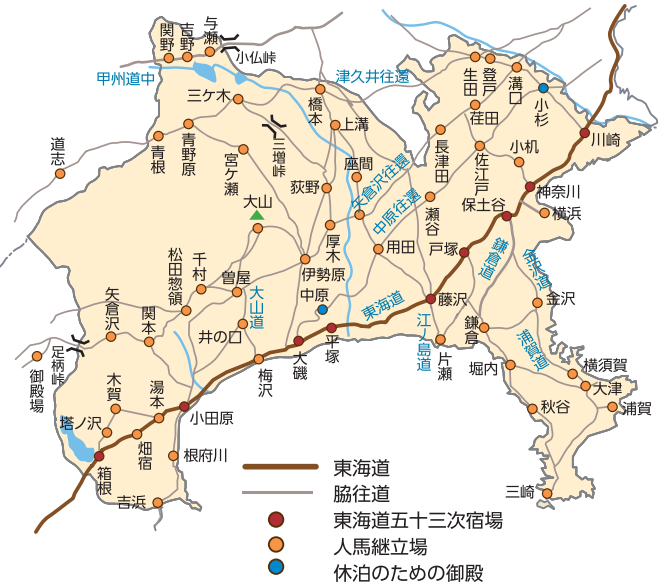 関野
吉野
与瀬
小仏峠
甲州道中
津久井往還
三ケ木
橋本
上溝
生田
登戸
溝口
小杉
荏田
川崎
道志
青根
青野原
宮ケ瀬
三増峠
座間
長津田
佐江戸
小机
荻野
矢倉沢往還
中原往還
瀬谷
保土谷
神奈川
横浜
大山
厚木
用田
戸塚
鎌倉道
金沢道
松田惣領
千村
曽屋
大山道
伊勢原
中原
東海道
藤沢
金沢
矢倉沢
関本
井の口
大磯
平塚
江ノ島道
片瀬
鎌倉
浦賀道
足柄峠
御殿場
梅沢
堀内
横須賀
大津
浦賀
秋谷
三崎
木賀
湯本
小田原
塔ノ沢
畑宿
箱根
根府川
吉浜
東海道
脇往道
東海道五十三次宿場
人馬継立場
休泊のための御殿